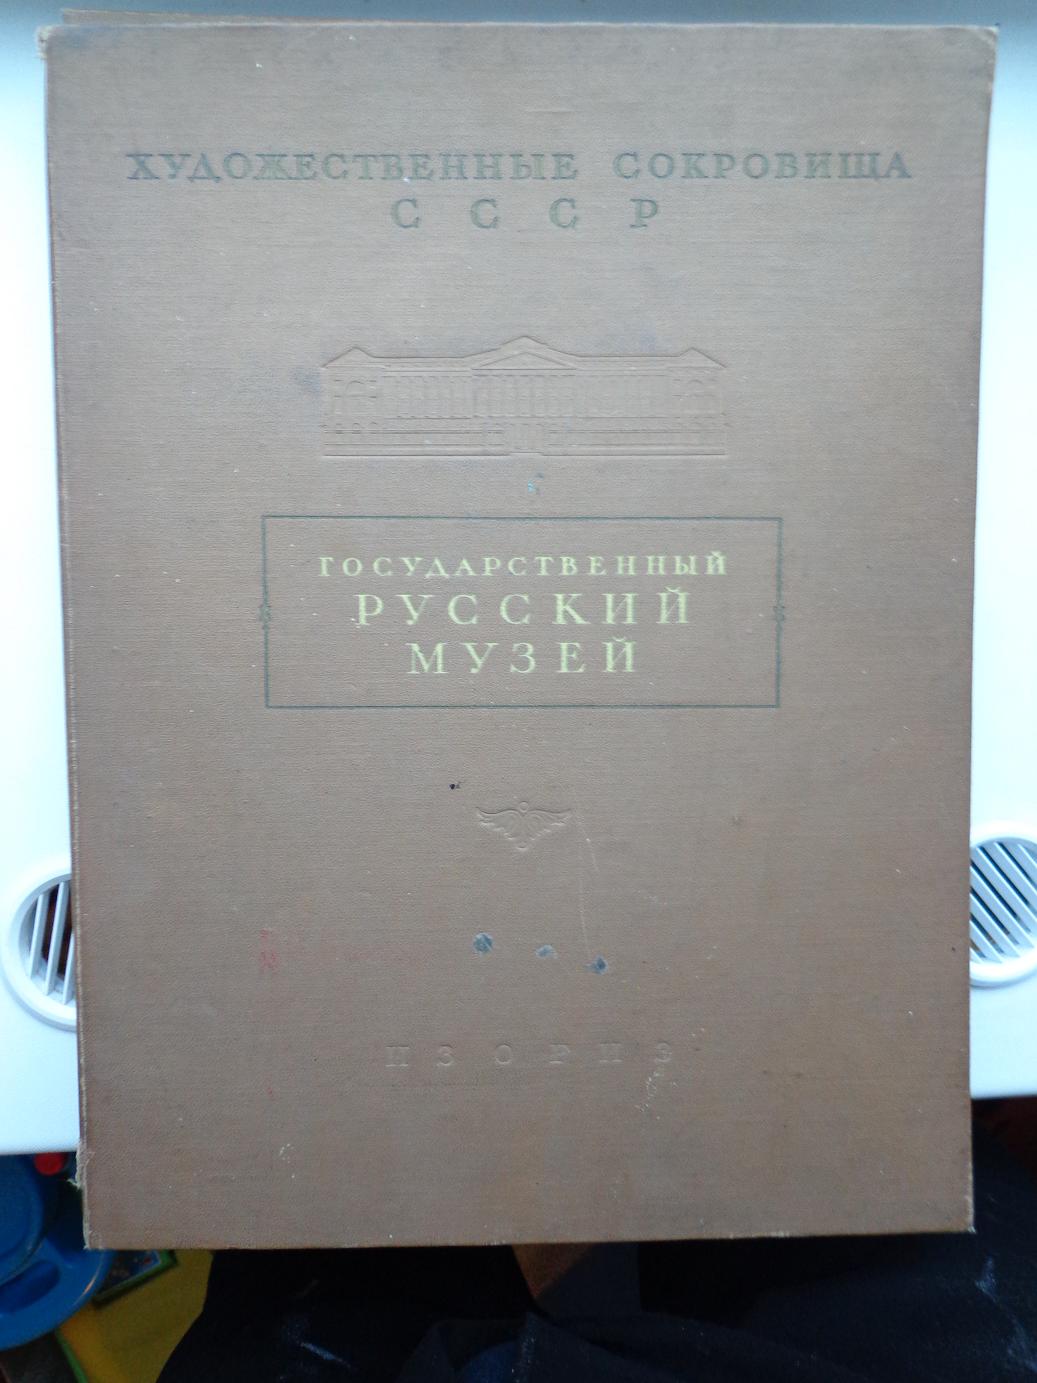 ХУДОЖЕСТВЕННЫЕ СОКРОВИЩА
СССР
ГОСУДАРСТВЕННЫЙ
РУССКИЙ
МУЗЕЙ
ИЗОГИЗ